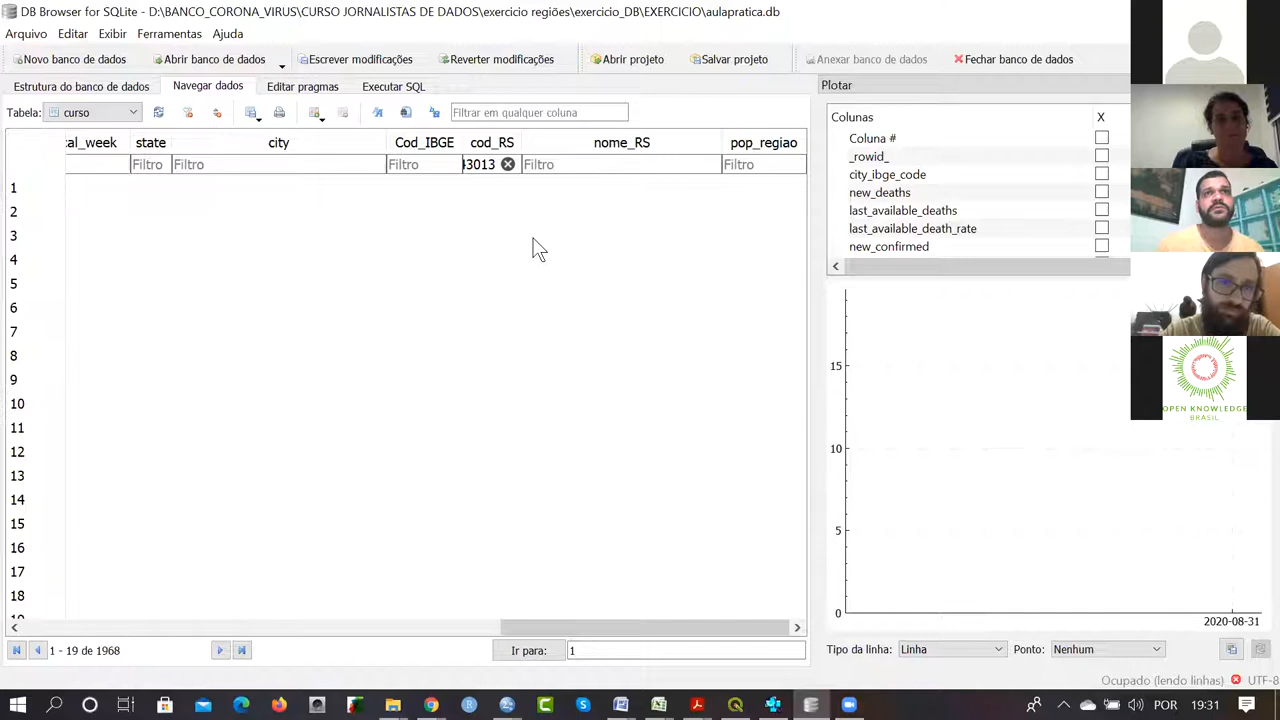 DB Browser for SQLite - D:\BANCO_CORONA_VIRUS\CURSO JORNALISTAS DE DADOS\exercicio regiões\exercicio_DB\EXERCICIO\aulapratica.db
Arquivo Editar Exibir Ferramentas Ajuda
Novo banco de dados Abrir banco de dados Escrever modificações Reverter modificações Abrir projeto Salvar projeto Anexar banco de dados Fechar banco de dados
Estrutura do banco de dados Navegar dados Editar pragmas Executar SQL
Plotar
Tabela: curso Filtrar em qualquer coluna
Colunas X
cal_week state city Cod_IBGE cod_RS nome_RS pop_regiao
Filtro Filtro Filtro 3013 Filtro Filtro
1
2
3
4
5
6
7
8
9
10
11
12
13
14
15
16
17
18
19
Coluna #
_rowid_
city_ibge_code
new_deaths
last_available_deaths
last_available_death_rate
new_confirmed
15
10
5
0
2020-08-31
OPEN KNOWLEDGE
BRASIL
1 - 19 de 1968 Ir para: 1
Tipo da linha: Linha Ponto: Nenhum
Ocupado (lendo linhas) UTF-8
POR 19:31